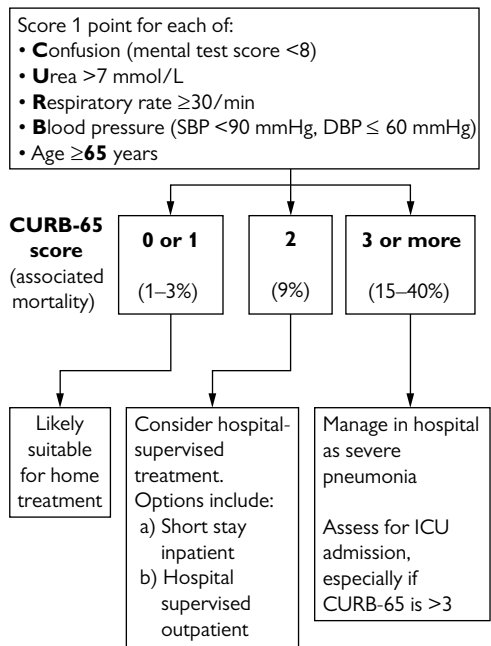 Score 1 point for each of:
• Confusion (mental test score <8)
• Urea >7 mmol/L
• Respiratory rate ≥30/min
• Blood pressure (SBP <90 mmHg, DBP ≤ 60 mmHg)
• Age ≥65 years
CURB-65
score
(associated
mortality)
0 or 1
(1–3%)
2
(9%)
3 or more
(15–40%)
Likely
suitable
for home
treatment
Consider hospital-
supervised
treatment.
Options include:
a) Short stay
inpatient
b) Hospital
supervised
outpatient
Manage in hospital
as severe
pneumonia
Assess for ICU
admission,
especially if
CURB-65 is >3